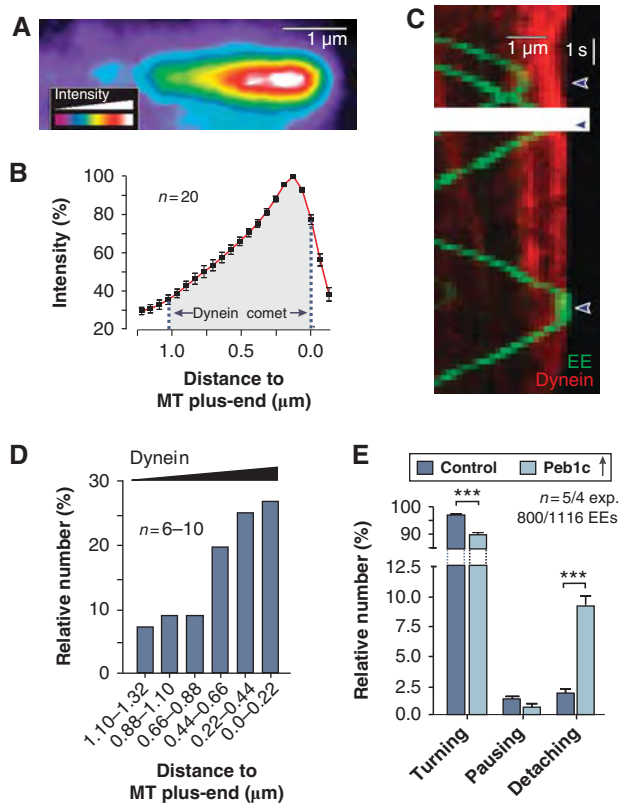 A
1 µm
Intensity
B
n=20
100
80
60
40
20
Intensity (%)
Dynein comet
1.0
0.5
0.0
Distance to
MT plus-end (µm)
C
1 µm
1 s
EE
Dynein
D
Dynein
n=6–10
30
20
10
0
Relative number (%)
1.10–1.32
0.88–1.10
0.66–0.88
0.44–0.66
0.22–0.44
0.0–0.22
Distance to
MT plus-end (µm)
E
Control
Peb1c ↑
n=5/4 exp.
800/1116 EEs
***
***
100
90
12.5
10.0
7.5
5.0
2.5
0.0
Relative number (%)
Turning
Pausing
Detaching